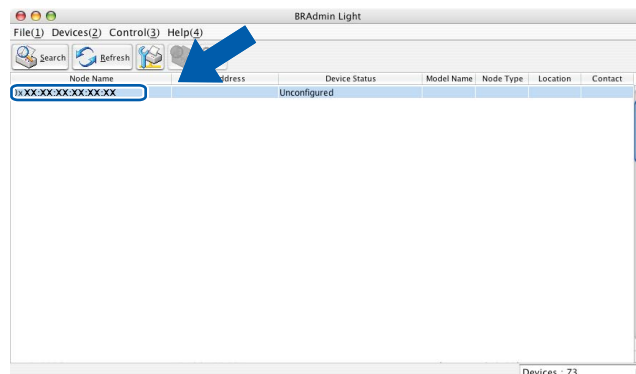 BRAdmin Light
File(1) Devices(2) Control(3) Help(4)
Search Refresh
Node Name Device Status Model Name Node Type Location Contact
XX:XX:XX:XX:XX:XX Unconfigured
Devices : 73